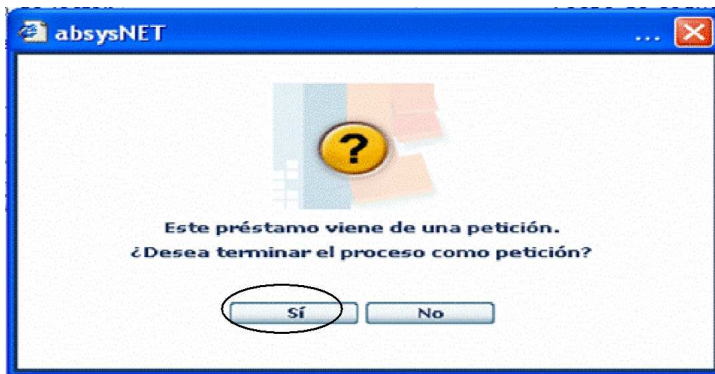 absysNET ...
?
Este préstamo viene de una petición.
¿Desea terminar el proceso como petición?
Sí No